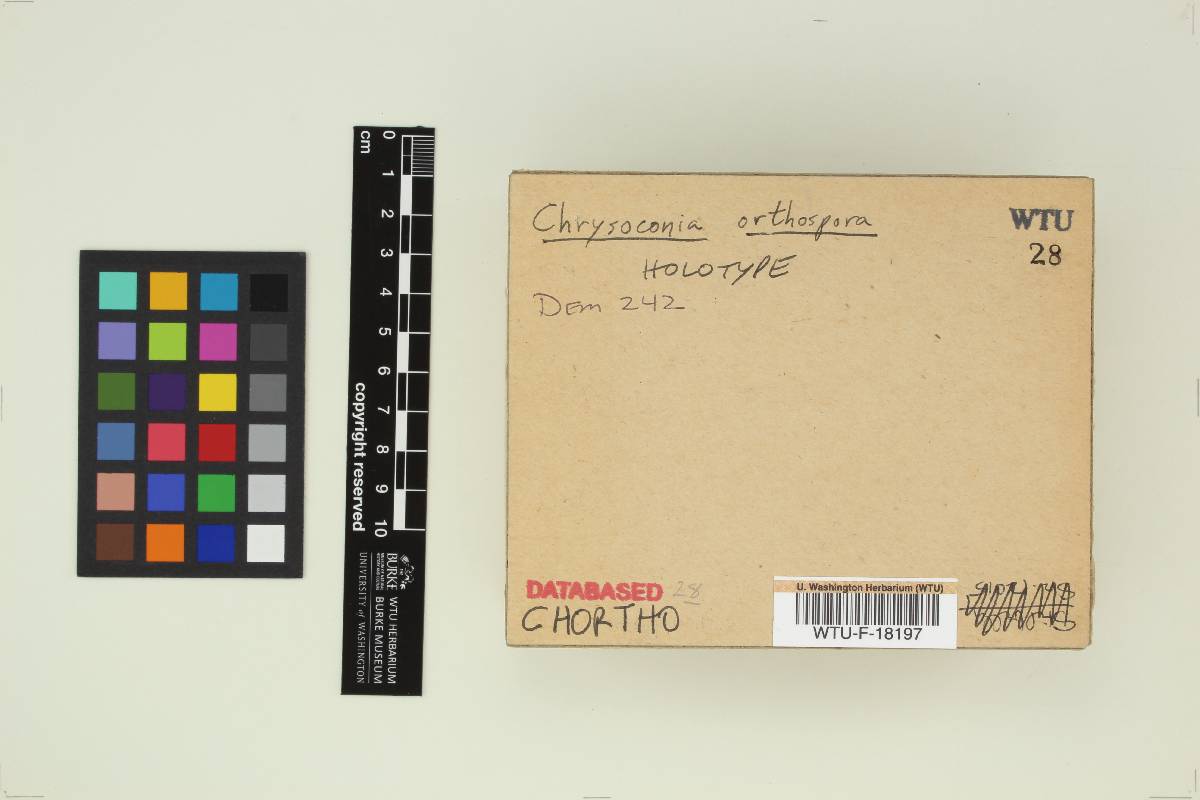 Chrysoconia orthospora
HOLOTYPE
Dem 242
WTU
28
DATABASED 28
CHORTHO
U. Washington Herbarium (WTU)
WTU-F-18197
0 1 2 3 4 5 6 7 8 9 10
cm
copyright reserved
BURKE
WTU HERBARIUM
BURKE MUSEUM
UNIVERSITY of WASHINGTON